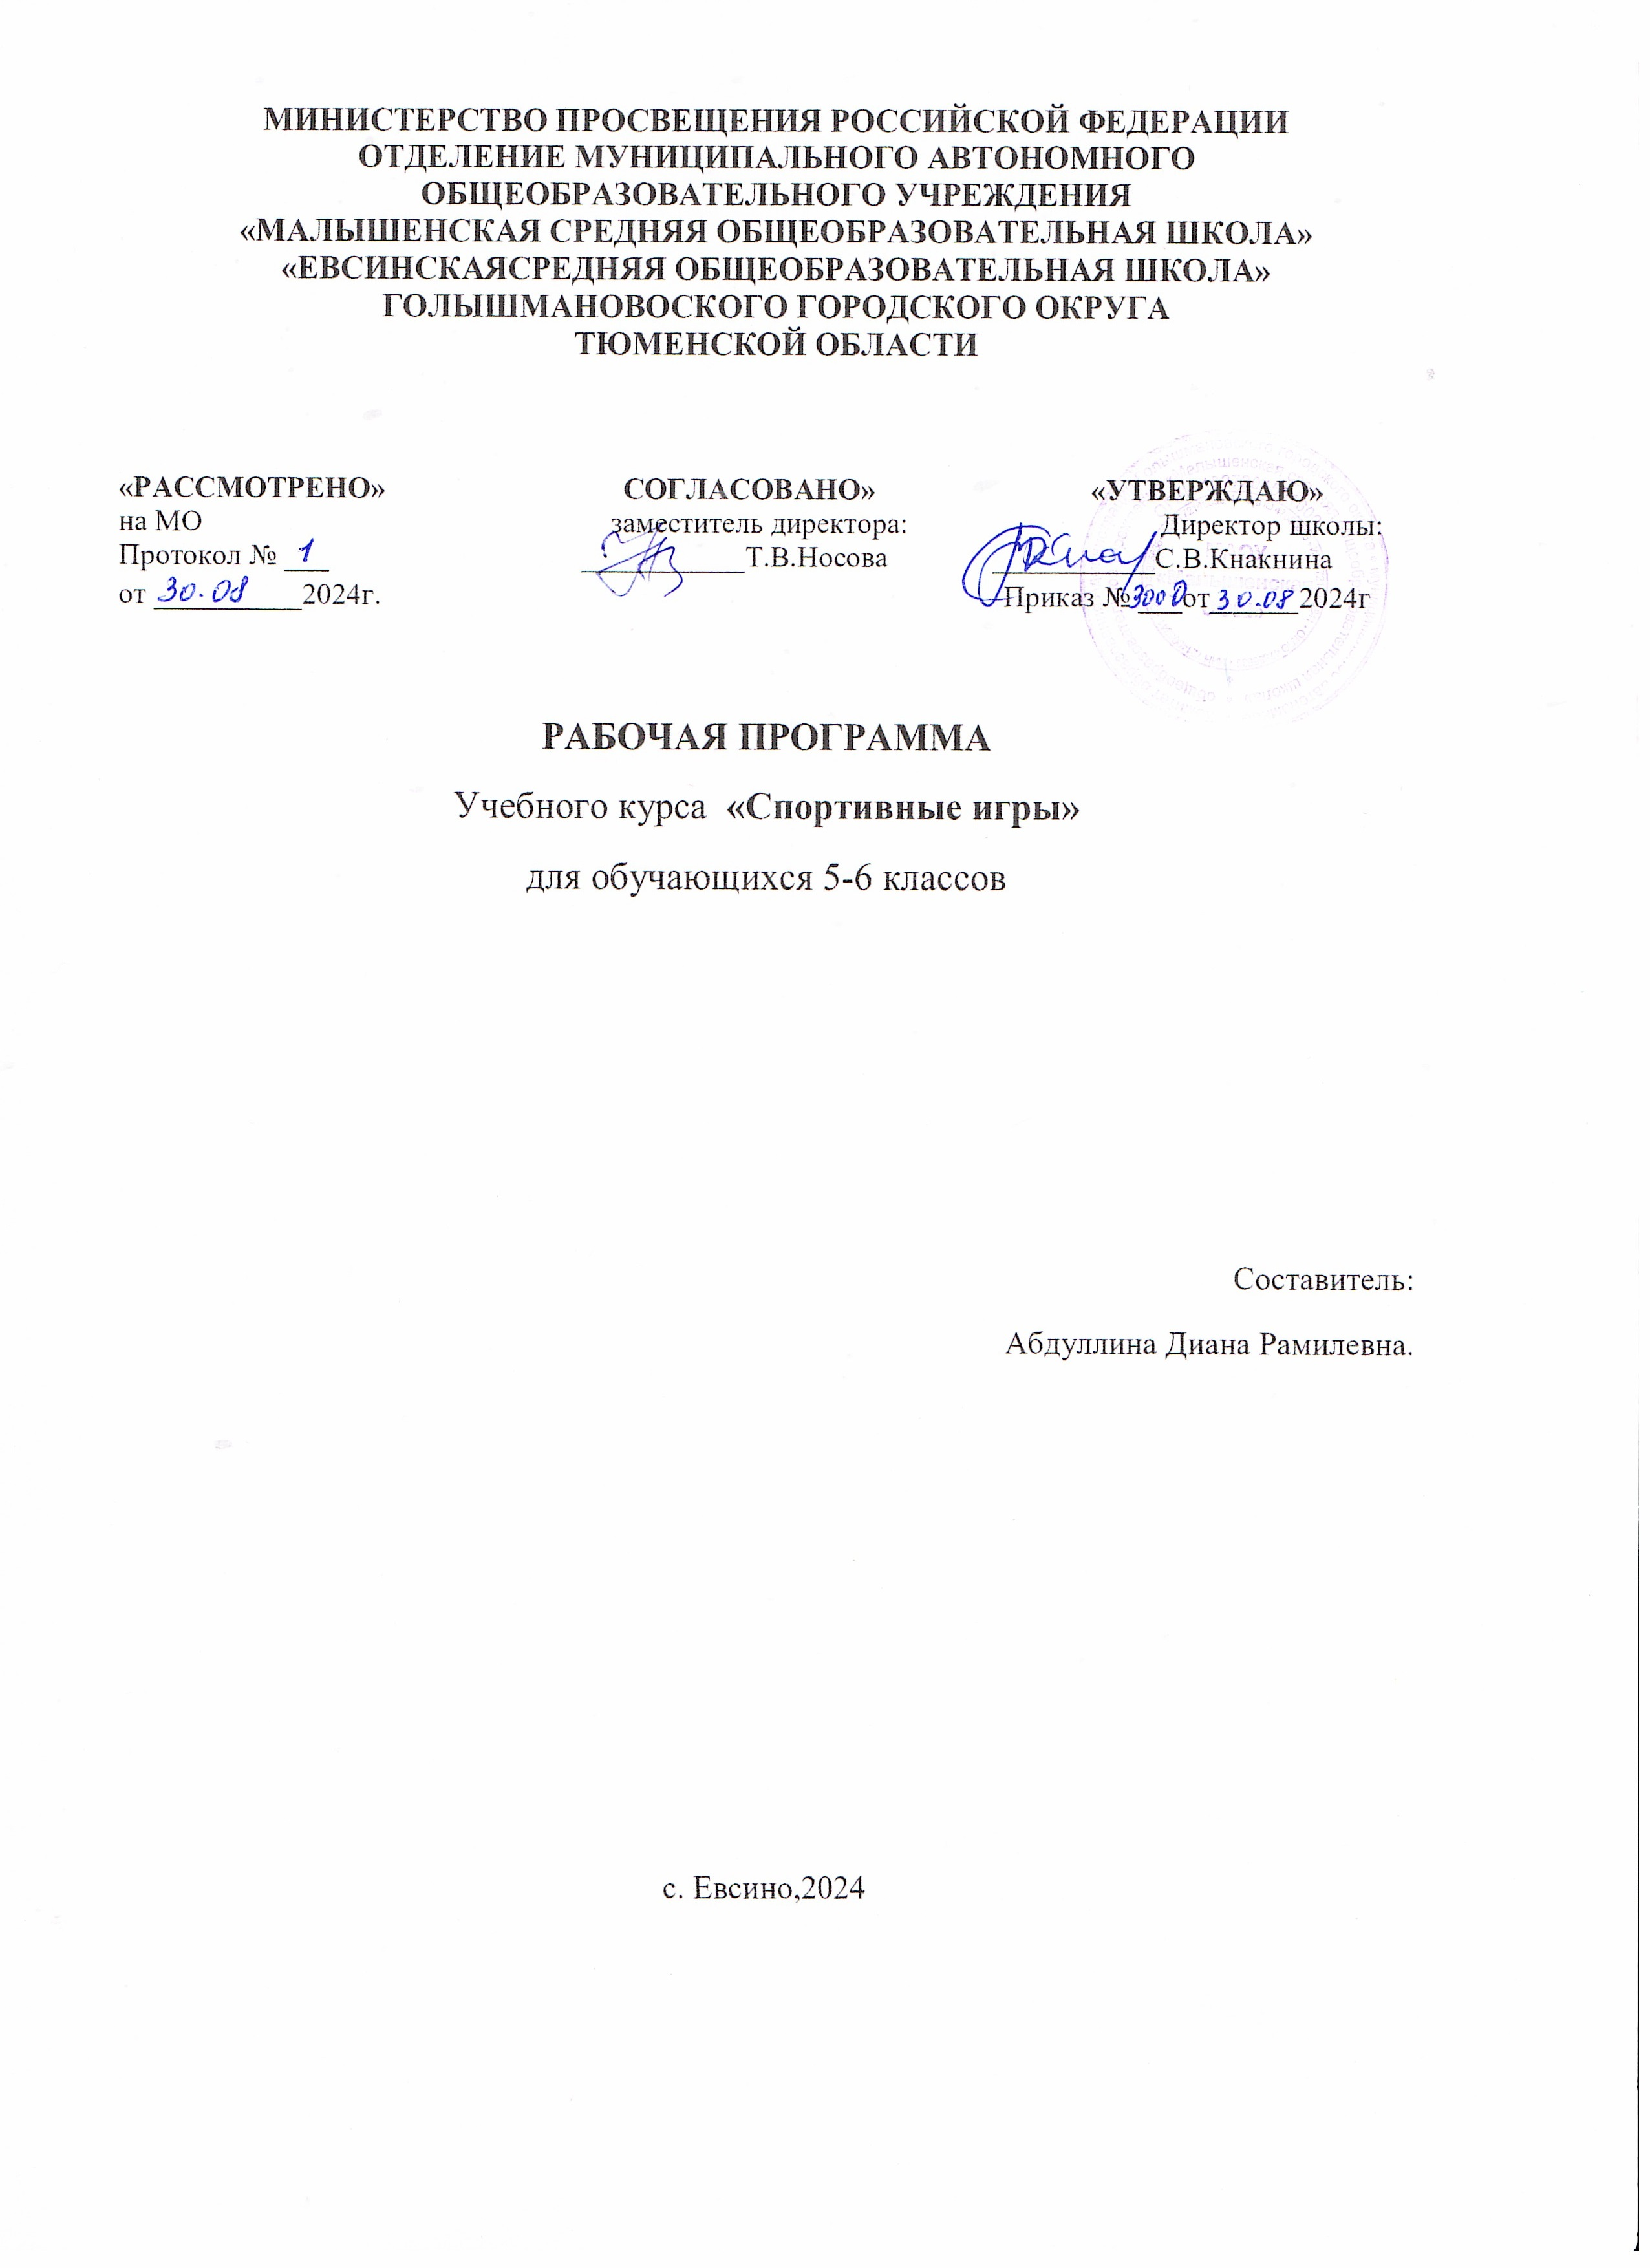 МИНИСТЕРСТВО ПРОСВЕЩЕНИЯ РОССИЙСКОЙ ФЕДЕРАЦИИ
ОТДЕЛЕНИЕ МУНИЦИПАЛЬНОГО АВТОНОМНОГО
ОБЩЕОБРАЗОВАТЕЛЬНОГО УЧРЕЖДЕНИЯ
«МАЛЫШЕНСКАЯ СРЕДНЯЯ ОБЩЕОБРАЗОВАТЕЛЬНАЯ ШКОЛА»
«ЕВСИНСКАЯСРЕДНЯЯ ОБЩЕОБРАЗОВАТЕЛЬНАЯ ШКОЛА»
ГОЛЫШМАНОВОСКОГО ГОРОДСКОГО ОКРУГА
ТЮМЕНСКОЙ ОБЛАСТИ
«РАССМОТРЕНО»
на МО
Протокол № 1
от 30.08 2024г.
СОГЛАСОВАНО»
заместитель директора:
Т.В.Носова
«УТВЕРЖДАЮ»
Директор школы:
С.В.Кнакнина
Приказ № от 30.08 2024г
РАБОЧАЯ ПРОГРАММА
Учебного курса «Спортивные игры»
для обучающихся 5-6 классов
Составитель:
Абдуллина Диана Рамилевна.
с. Евсино,2024